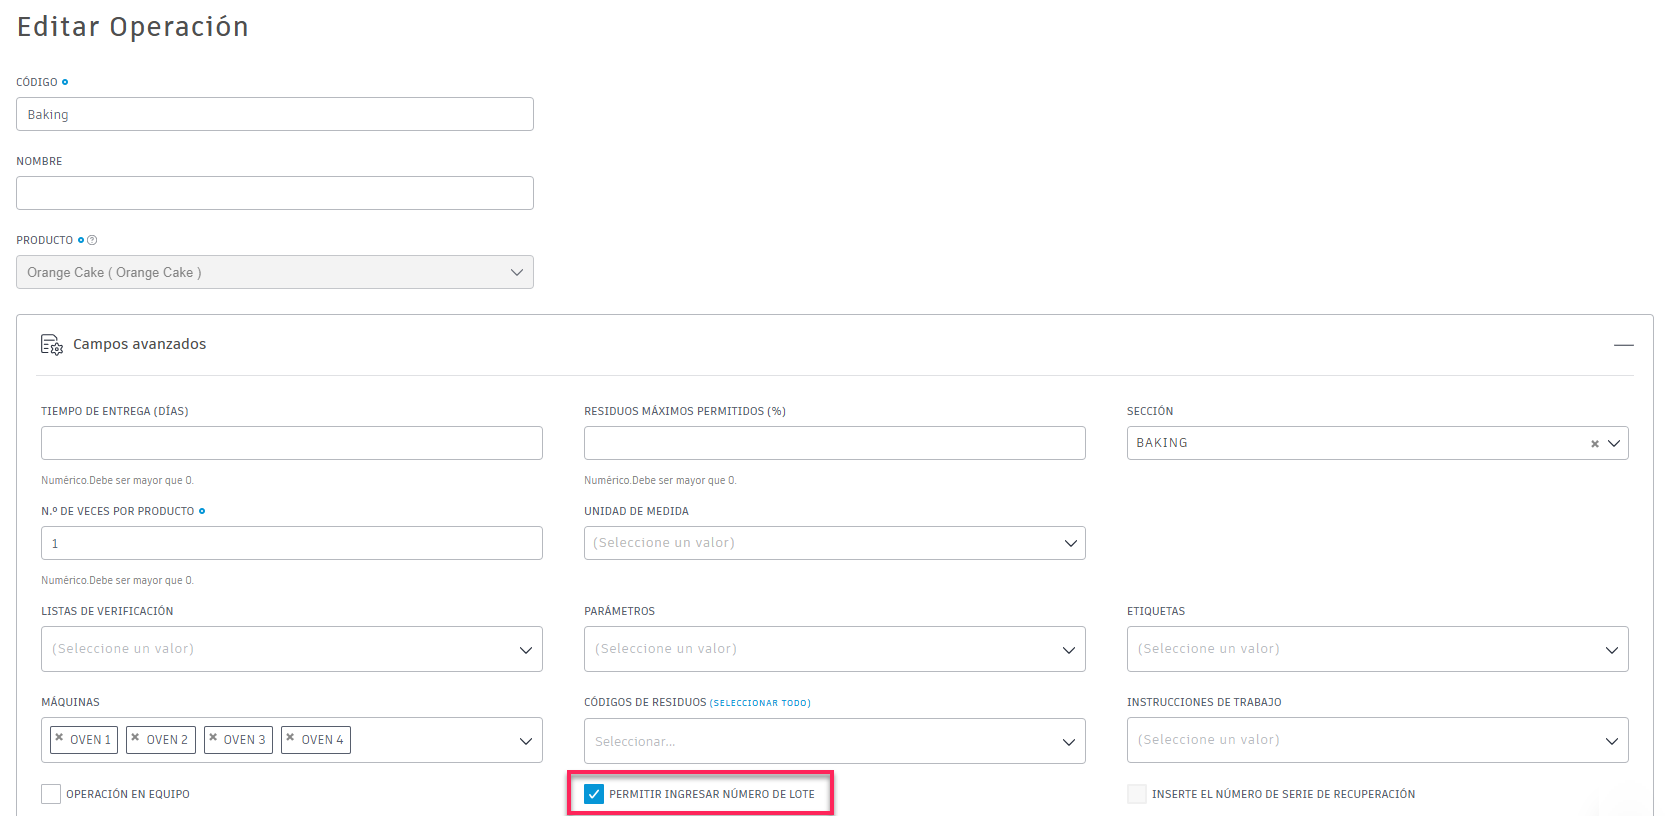 Editar Operación
CÓDIGO
Baking
NOMBRE
PRODUCTO
Orange Cake ( Orange Cake )
Campos avanzados
TIEMPO DE ENTREGA (DÍAS)
RESIDUOS MÁXIMOS PERMITIDOS (%)
SECCIÓN
BAKING
Numérico.Debe ser mayor que 0.
Numérico.Debe ser mayor que 0.
N.º DE VECES POR PRODUCTO
UNIDAD DE MEDIDA
1
(Seleccione un valor)
Numérico.Debe ser mayor que 0.
LISTAS DE VERIFICACIÓN
PARÁMETROS
ETIQUETAS
(Seleccione un valor)
(Seleccione un valor)
(Seleccione un valor)
MÁQUINAS
CÓDIGOS DE RESIDUOS (SELECCIONAR TODO)
INSTRUCCIONES DE TRABAJO
OVEN 1 OVEN 2 OVEN 3 OVEN 4
Seleccionar...
(Seleccione un valor)
OPERACIÓN EN EQUIPO
PERMITIR INGRESAR NÚMERO DE LOTE
INSERTE EL NÚMERO DE SERIE DE RECUPERACIÓN